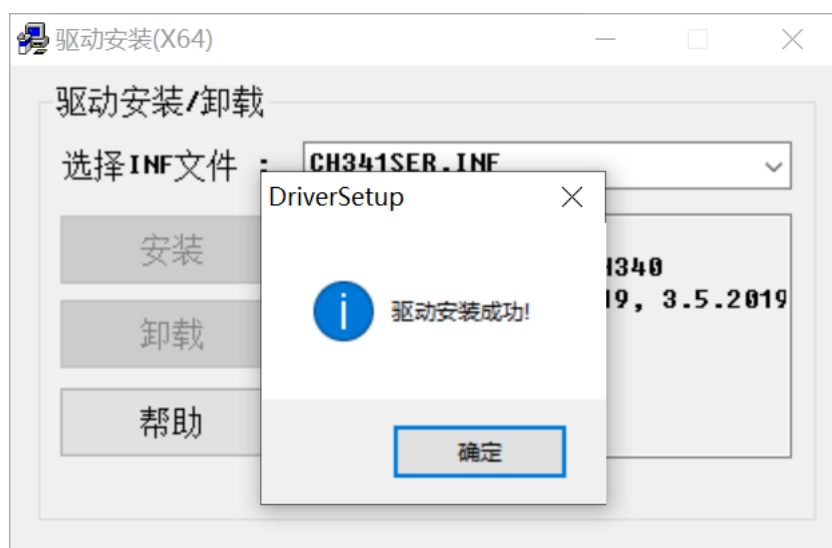 驱动安装(X64)
驱动安装/卸载
选择INF文件 :
CH341SER.INF
DriverSetup
安装
驱动安装成功!
H340
19, 3.5.2019
卸载
帮助
确定